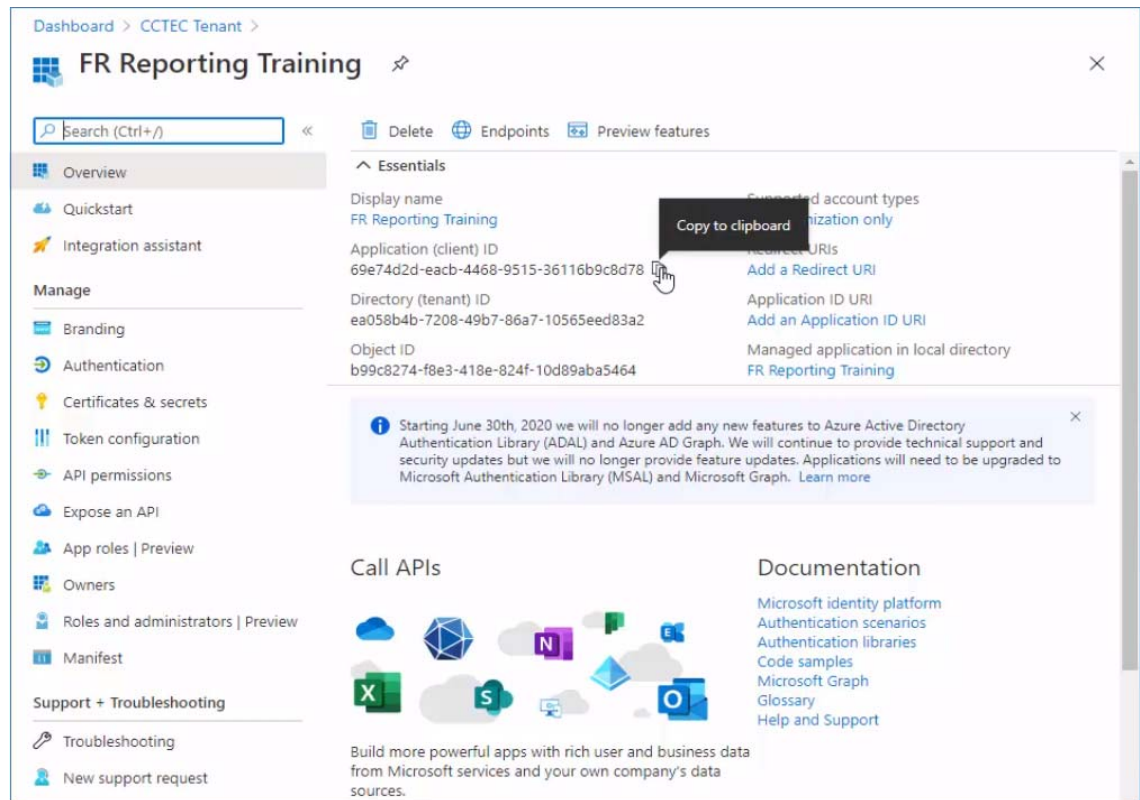 Dashboard > CCTEC Tenant >
FR Reporting Training
Search (Ctrl+/)
«
Delete
Endpoints
Preview features
Overview
Quickstart
Integration assistant
Manage
Branding
Authentication
Certificates & secrets
Token configuration
API permissions
Expose an API
App roles | Preview
Owners
Roles and administrators | Preview
Manifest
Support + Troubleshooting
Troubleshooting
New support request
Essentials
Display name
FR Reporting Training
Application (client) ID
69e74d2d-eacb-4468-9515-36116b9c8d78
Copy to clipboard
Directory (tenant) ID
ea058b4b-7208-49b7-86a7-10565eed83a2
Object ID
b99c8274-f8e3-418e-824f-10d89aba5464
Supported account types
only
URIs
Add a Redirect URI
Application ID URI
Add an Application ID URI
Managed application in local directory
FR Reporting Training
Starting June 30th, 2020 we will no longer add any new features to Azure Active Directory
Authentication Library (ADAL) and Azure AD Graph. We will continue to provide technical support and
security updates but we will no longer provide feature updates. Applications will need to be upgraded to
Microsoft Authentication Library (MSAL) and Microsoft Graph. Learn more
Call APIs
N
E
X
S
O
Build more powerful apps with rich user and business data
from Microsoft services and your own company's data
sources.
Documentation
Microsoft identity platform
Authentication scenarios
Authentication libraries
Code samples
Microsoft Graph
Glossary
Help and Support